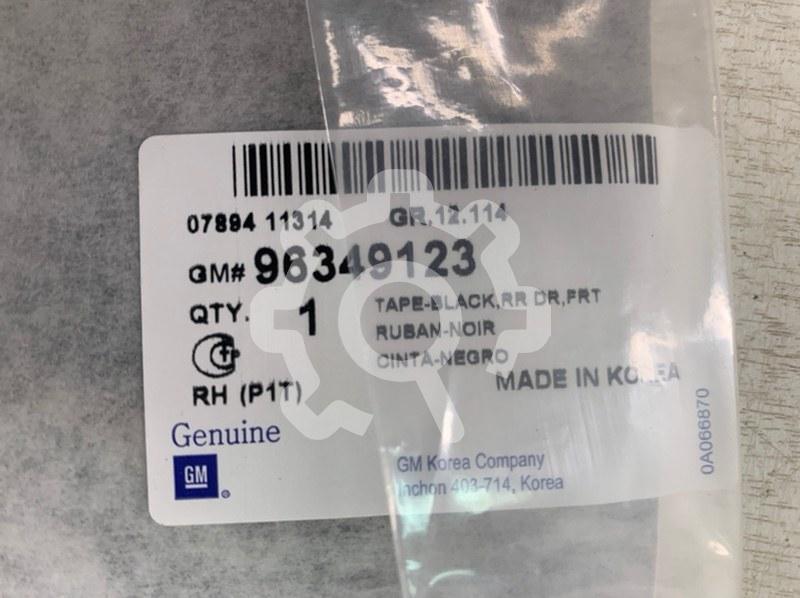 07894 11314 GR.12.114
GM# 96349123
QTY. 1
TAPE-BLACK,RR DR,FRT
RUBAN-NOIR
CINTA-NEGRO
RH (P1T)
MADE IN KOREA
Genuine
GM
GM Korea Company
Inchon 403-714, Korea
0A066870